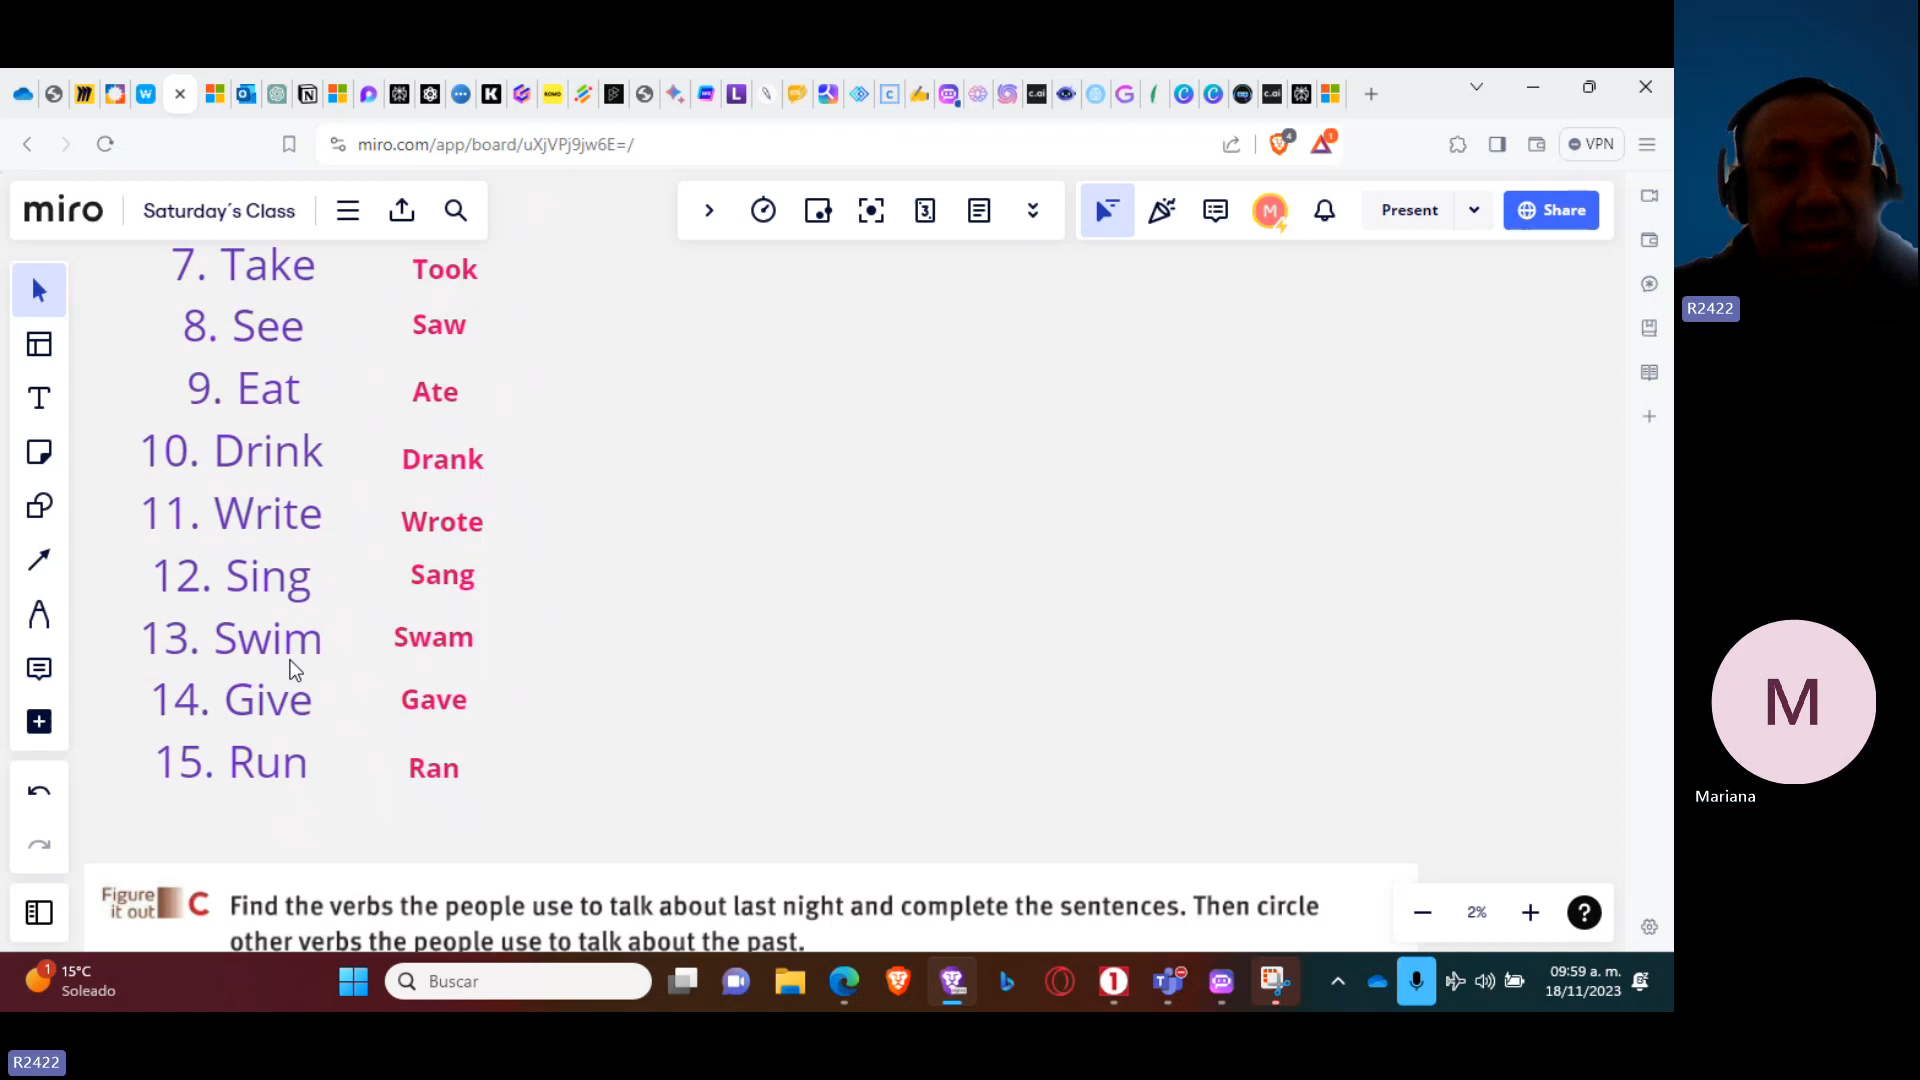 miro.com/app/board/uXjVPj9jw6E=/
VPN
miro
Saturday´s Class
3
M
Present
Share
7. Take Took
8. See Saw
9. Eat Ate
10. Drink Drank
11. Write Wrote
12. Sing Sang
13. Swim Swam
14. Give Gave
15. Run Ran
Figure it out C Find the verbs the people use to talk about last night and complete the sentences. Then circle
other verbs the people use to talk about the past.
2%
?
1
15°C
Soleado
Buscar
09:59 a. m.
18/11/2023
R2422
M
Mariana
R2422